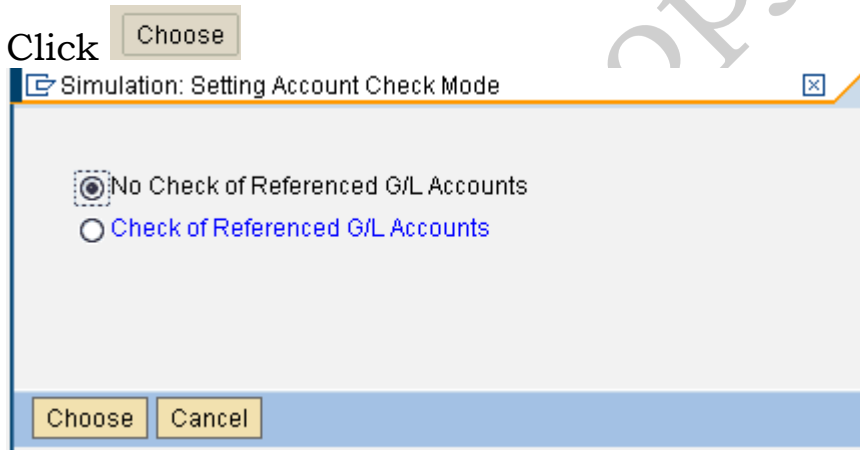 Click Choose
Simulation: Setting Account Check Mode
No Check of Referenced G/L Accounts
Check of Referenced G/L Accounts
Choose Cancel